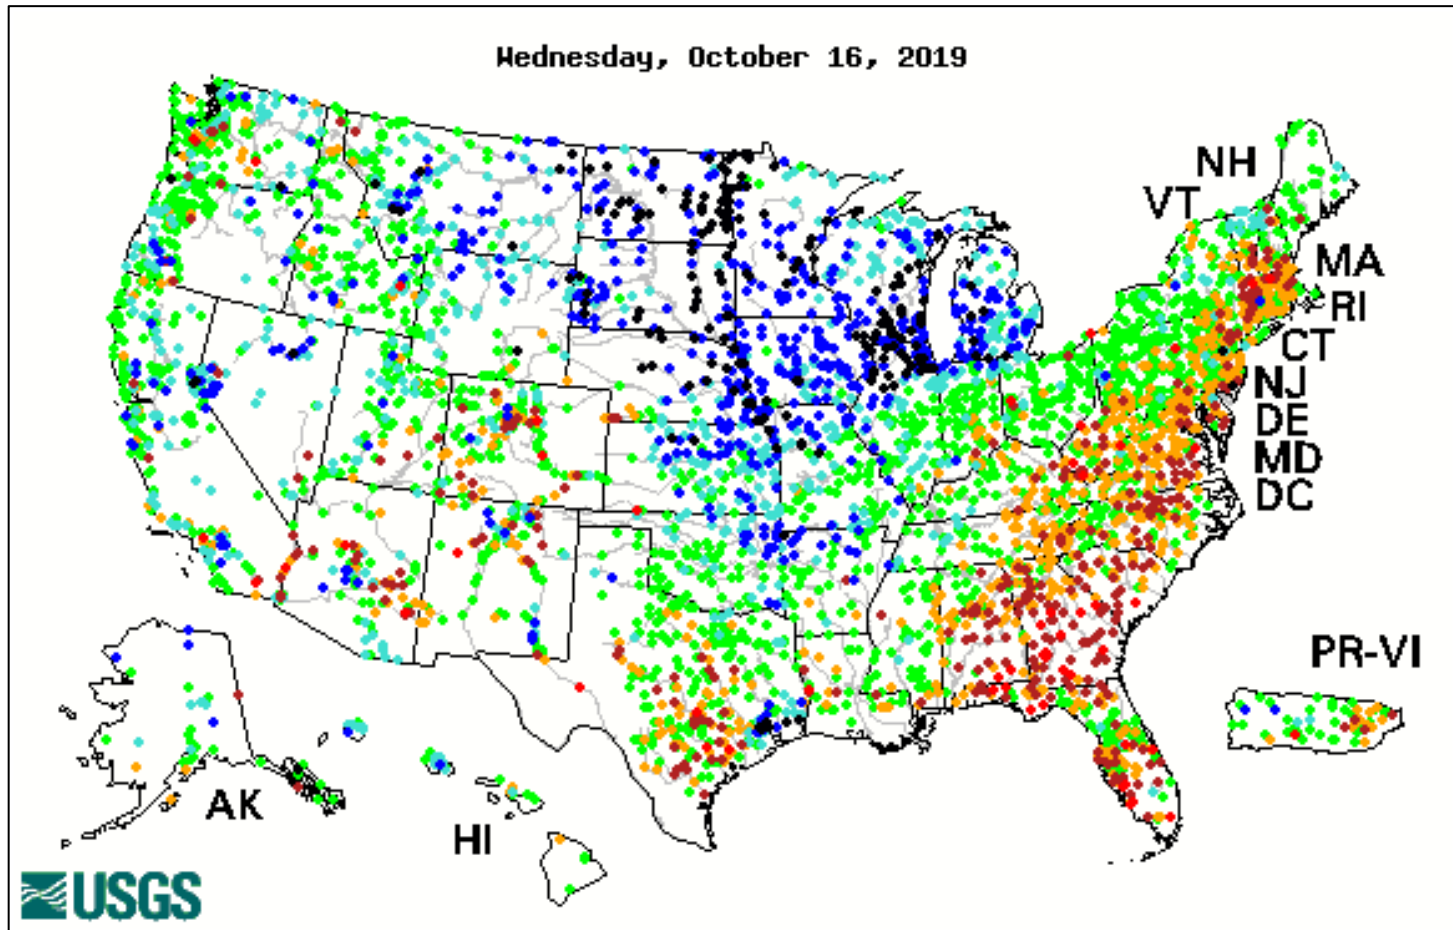 Wednesday, October 16, 2019
NH
VT
MA
RI
CT
NJ
DE
MD
DC
PR-VI
AK
HI
USGS